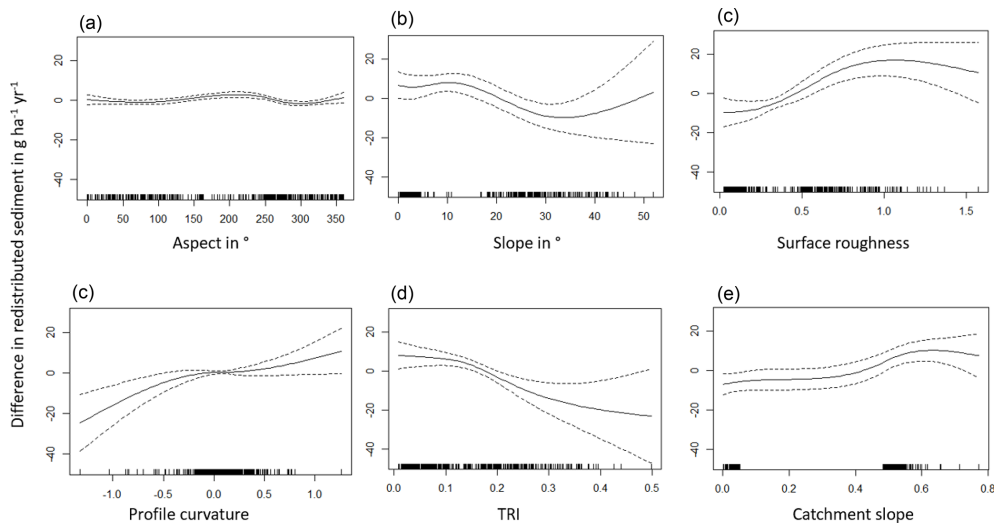 (a)
(b)
(c)
20
0
-20
-40
20
0
-20
-40
20
0
-20
-40
0 50 100 150 200 250 300 350
0 10 20 30 40 50
0.0 0.5 1.0 1.5
Aspect in °
Slope in °
Surface roughness
Difference in redistributed sediment in g ha⁻¹ yr⁻¹
(c)
(d)
(e)
20
0
-20
-40
20
0
-20
-40
20
0
-20
-40
-1.0 -0.5 0.0 0.5 1.0
0.0 0.1 0.2 0.3 0.4 0.5
0.0 0.2 0.4 0.6 0.8
Profile curvature
TRI
Catchment slope